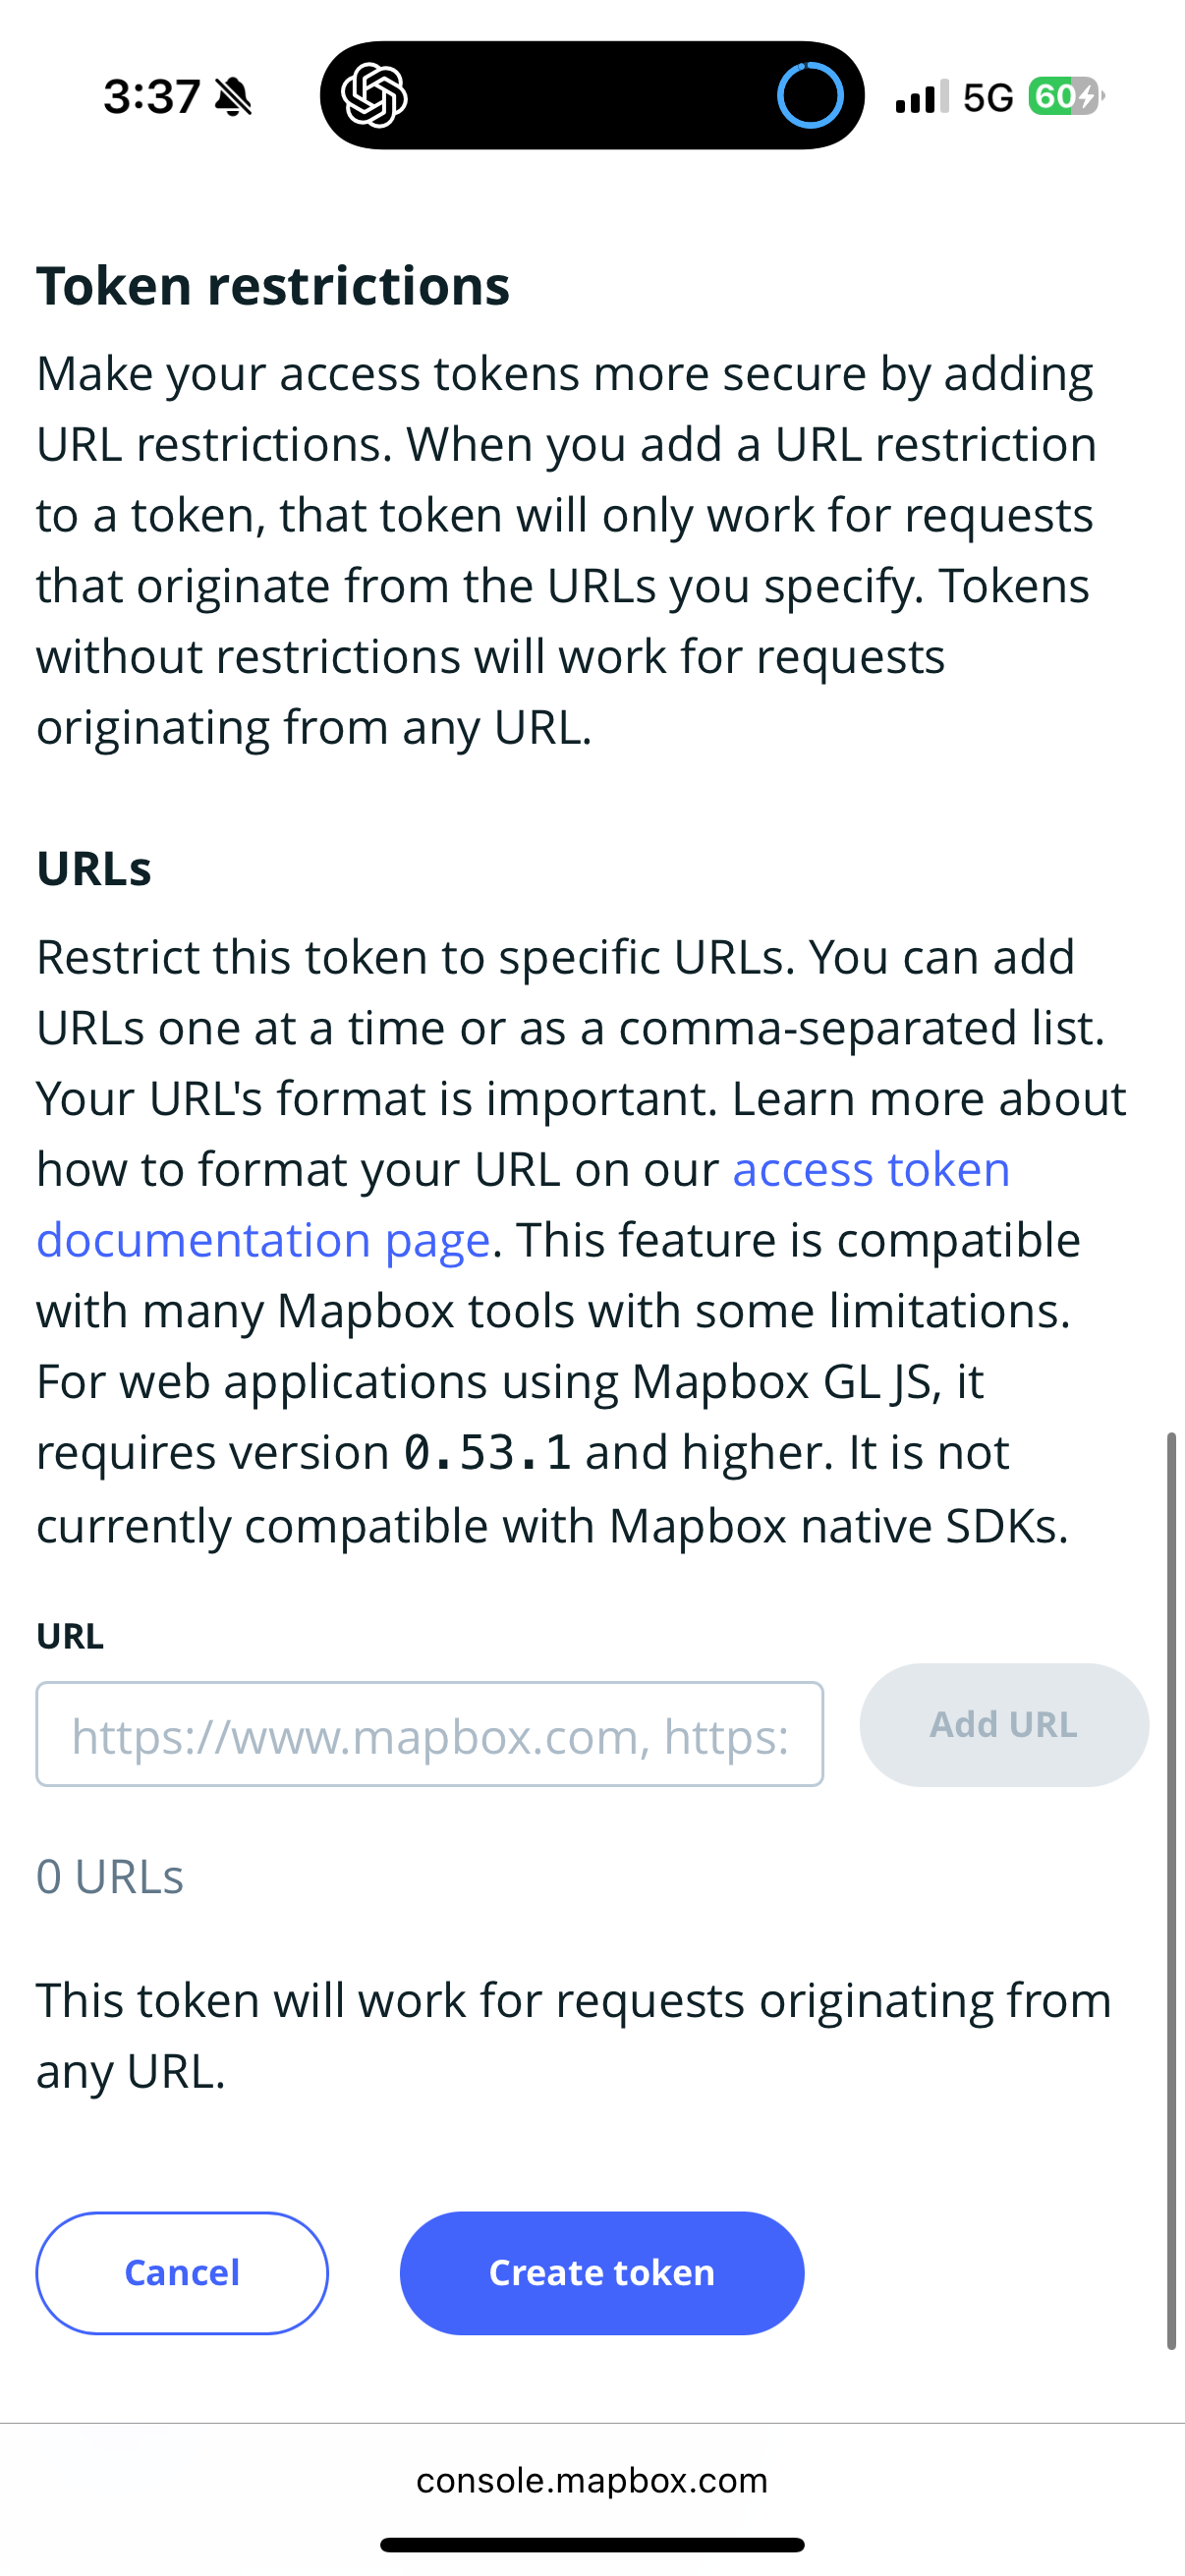 3:37
5G
60
Token restrictions
Make your access tokens more secure by adding
URL restrictions. When you add a URL restriction
to a token, that token will only work for requests
that originate from the URLs you specify. Tokens
without restrictions will work for requests
originating from any URL.
URLs
Restrict this token to specific URLs. You can add
URLs one at a time or as a comma-separated list.
Your URL's format is important. Learn more about
how to format your URL on our access token
documentation page. This feature is compatible
with many Mapbox tools with some limitations.
For web applications using Mapbox GL JS, it
requires version 0.53.1 and higher. It is not
currently compatible with Mapbox native SDKs.
URL
https://www.mapbox.com, https:
Add URL
0 URLs
This token will work for requests originating from
any URL.
Cancel
Create token
console.mapbox.com